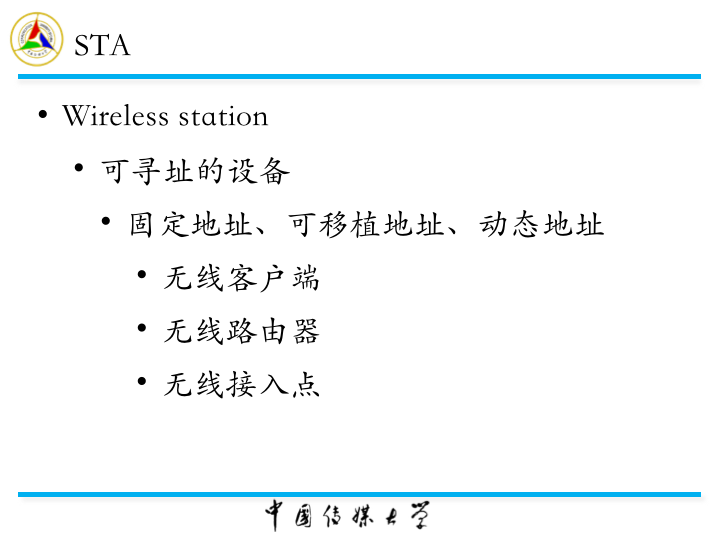 STA
• Wireless station
• 可寻址的设备
• 固定地址、可移植地址、动态地址
• 无线客户端
• 无线路由器
• 无线接入点
中国传媒大学